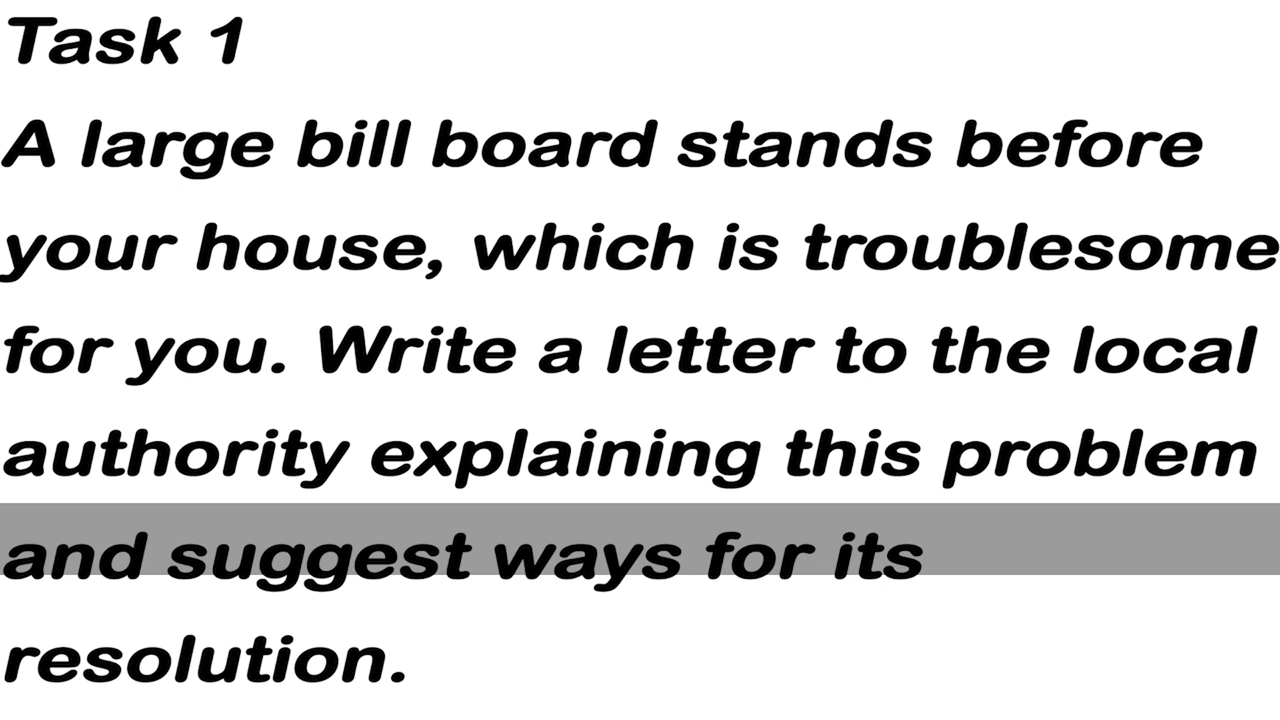 Task 1
A large bill board stands before
your house, which is troublesome
for you. Write a letter to the local
authority explaining this problem
and suggest ways for its
resolution.